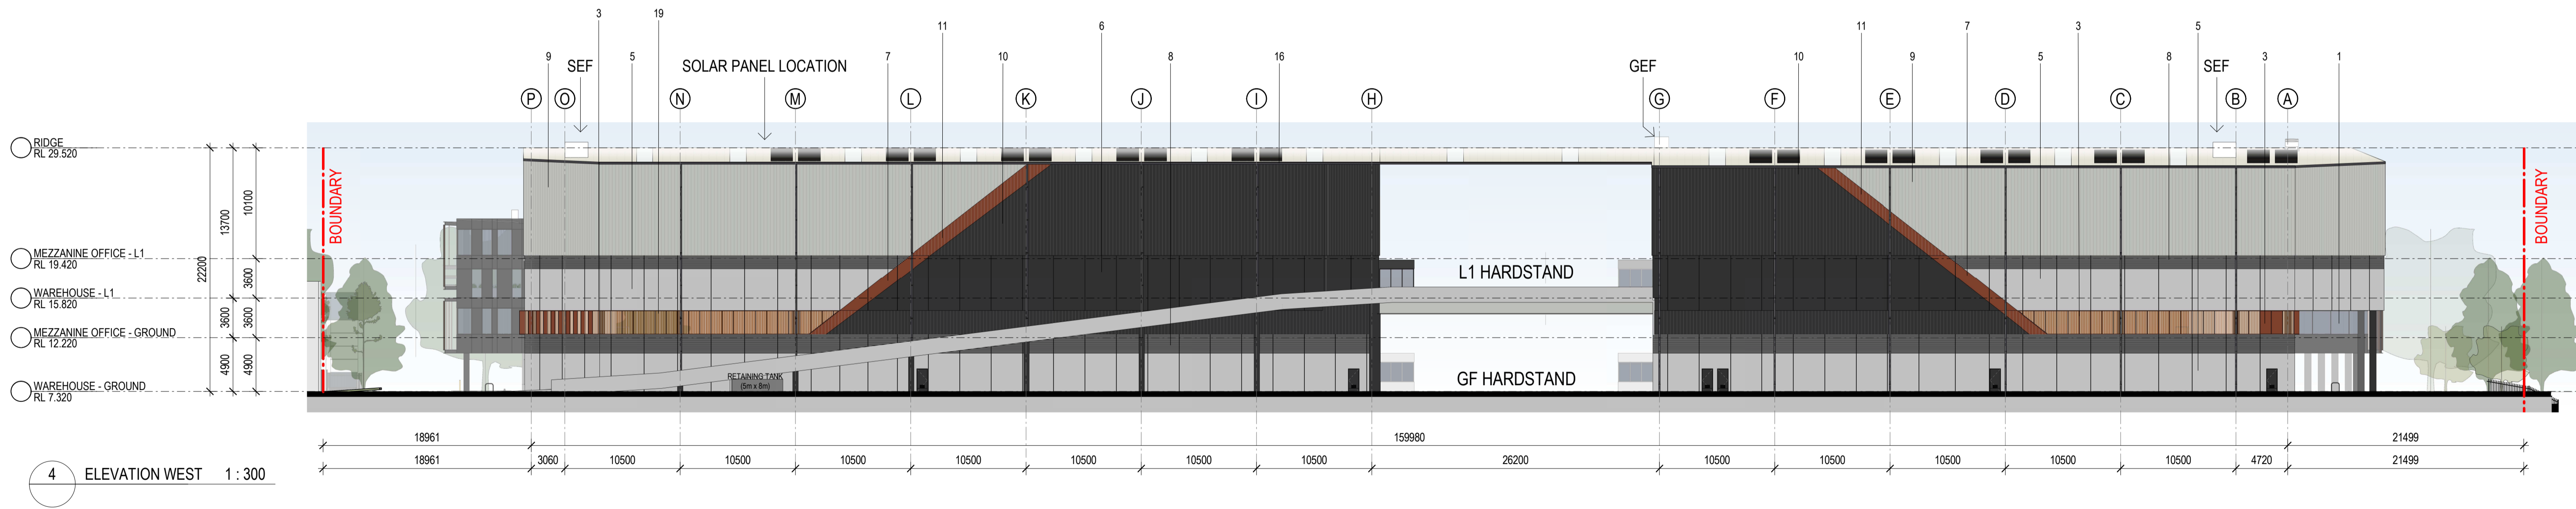 3 19 6 11 7 3 5
9 SEF 5 SOLAR PANEL LOCATION 7 11 10 8 16 GEF 10 9 5 8 SEF 3 1
P O N M L K J I H G F E D C B A
RIDGE
RL 29.520
MEZZANINE OFFICE - L1
RL 19.420
WAREHOUSE - L1
RL 15.820
MEZZANINE OFFICE - GROUND
RL 12.220
WAREHOUSE - GROUND
RL 7.320
22200
13700
3600
4900
10100
3600
3600
4900
BOUNDARY
L1 HARDSTAND
GF HARDSTAND
RETAINING TANK
(5m x 8m)
BOUNDARY
18961 159980 21499
18961 3060 10500 10500 10500 10500 10500 10500 10500 26200 10500 10500 10500 10500 10500 4720 21499
4 ELEVATION WEST 1 : 300